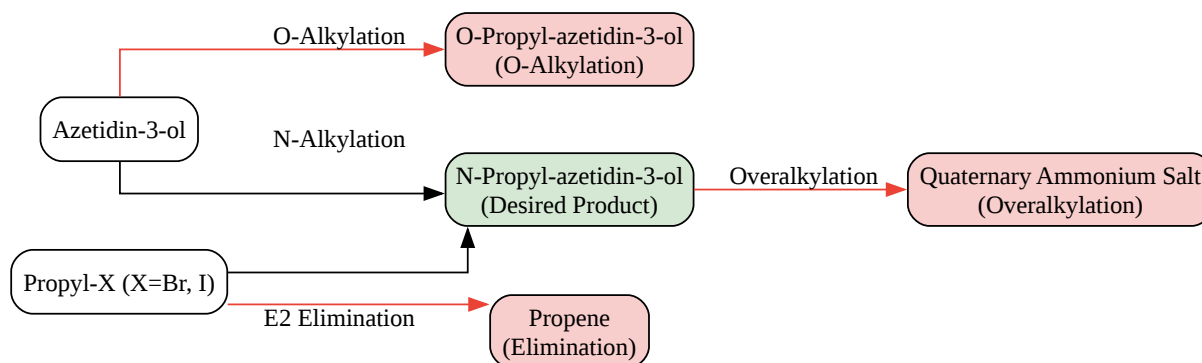 O-Alkylation
O-Propyl-azetidin-3-ol
(O-Alkylation)
Azetidin-3-ol
N-Alkylation
N-Propyl-azetidin-3-ol
(Desired Product)
Overalkylation
Quaternary Ammonium Salt
(Overalkylation)
Propyl-X (X=Br, I)
E2 Elimination
Propene
(Elimination)